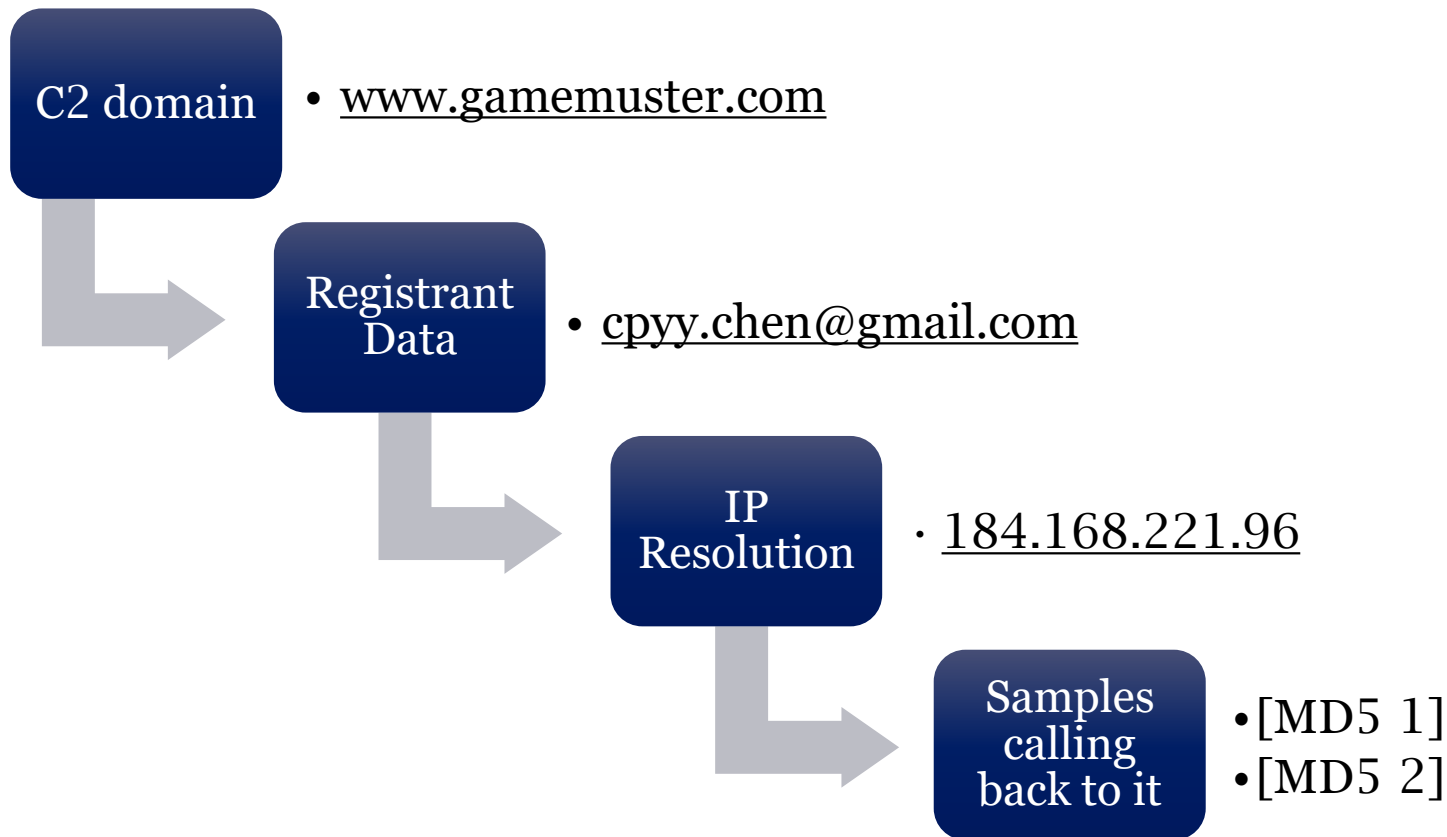 C2 domain
• www.gamemuster.com
Registrant
Data
• cpyy.chen@gmail.com
IP
Resolution
• 184.168.221.96
Samples
calling
back to it
•[MD5 1]
•[MD5 2]